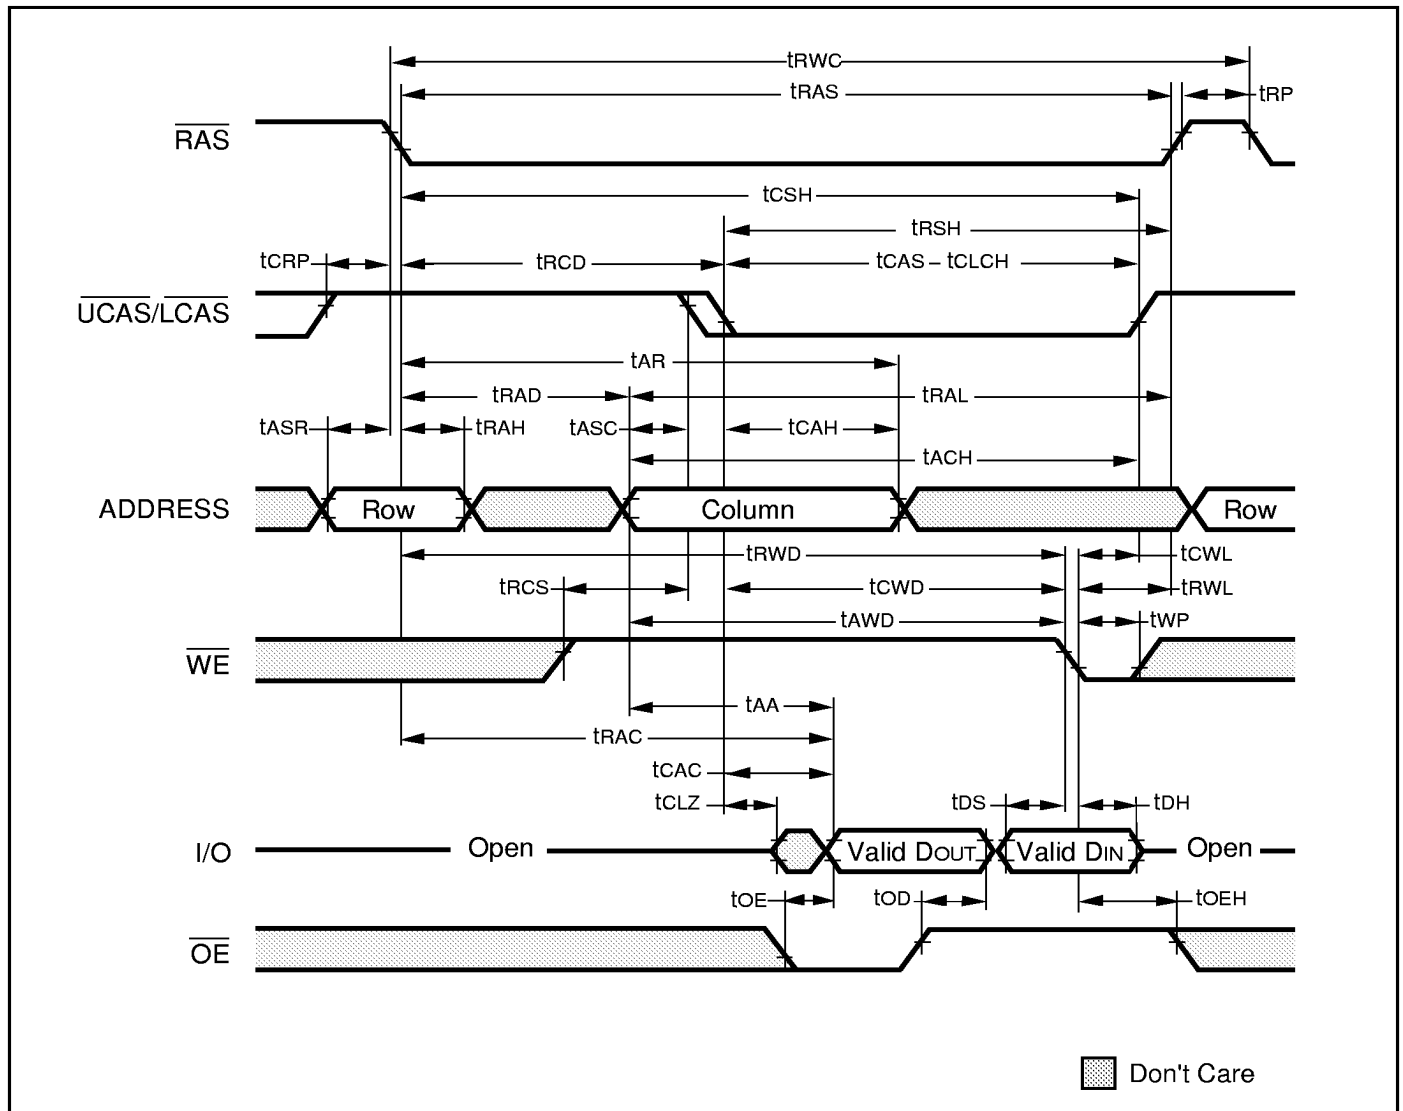 tRWC
tRAS
tRP
RAS
tCSH
tRSH
tCRP
tRCD
tCAS – tCLCH
UCAS/LCAS
tAR
tRAD
tRAL
tASR
tRAH
tASC
tCAH
tACH
ADDRESS
Row
Column
Row
tRWD
tCWL
tRCS
tCWD
tRWL
tAWD
tWP
WE
tAA
tRAC
tCAC
tCLZ
tDS
tDH
I/O
Open
Valid DOUT
Valid DIN
Open
tOE
tOD
tOEH
OE
Don't Care